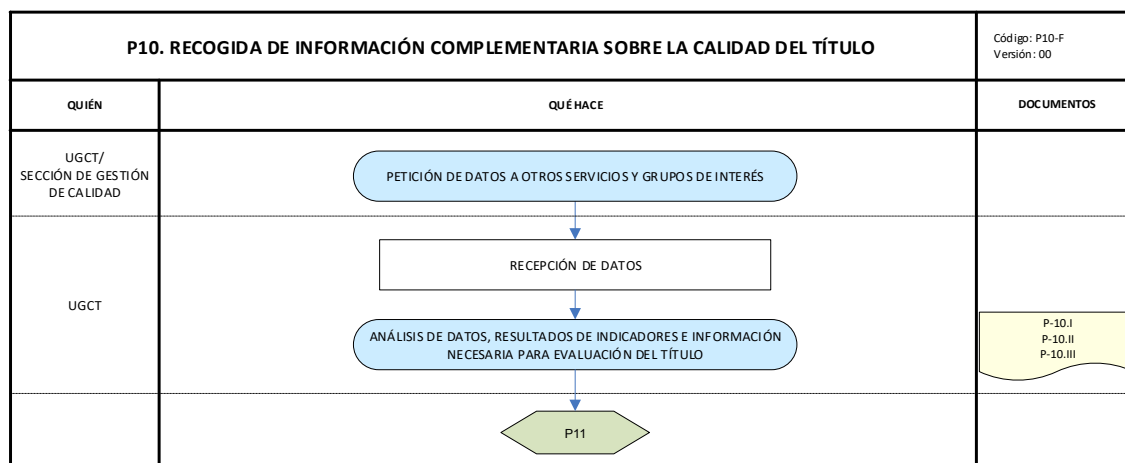 P10. RECOGIDA DE INFORMACIÓN COMPLEMENTARIA SOBRE LA CALIDAD DEL TÍTULO
Código: P10-F
Versión: 00
QUIÉN
QUÉ HACE
DOCUMENTOS
UGCT/
SECCIÓN DE GESTIÓN
DE CALIDAD
PETICIÓN DE DATOS A OTROS SERVICIOS Y GRUPOS DE INTERÉS
RECEPCIÓN DE DATOS
UGCT
ANÁLISIS DE DATOS, RESULTADOS DE INDICADORES E INFORMACIÓN
NECESARIA PARA EVALUACIÓN DEL TÍTULO
P-10.I
P-10.II
P-10.III
P11